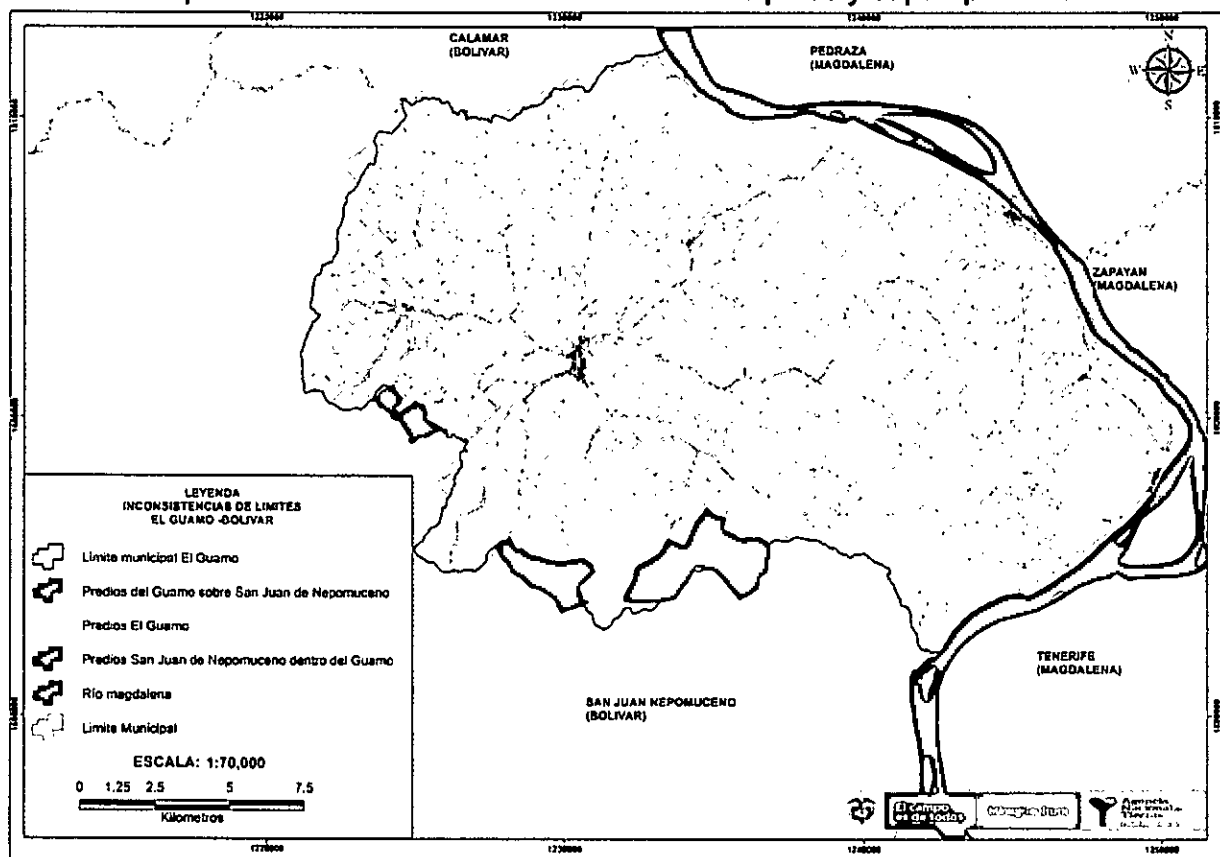 CALAMAR
(BOLIVAR)
PEDRAZA
(MAGDALENA)
N
W E
S
ZAPAYAN
(MAGDALENA)
LEYENDA
INCONSISTENCIAS DE LIMITES
EL GUAMO -BOLIVAR
Límite municipal El Guamo
Predios del Guamo sobre San Juan de Nepomuceno
Predios El Guamo
Predios San Juan de Nepomuceno dentro del Guamo
Río magdalena
Limite Municipal
ESCALA: 1:70,000
0 1.25 2.5 5 7.5
Kilometros
TENERIFE
(MAGDALENA)
SAN JUAN NEPOMUCENO
(BOLIVAR)
El campo
es de todos
1230000 1240000